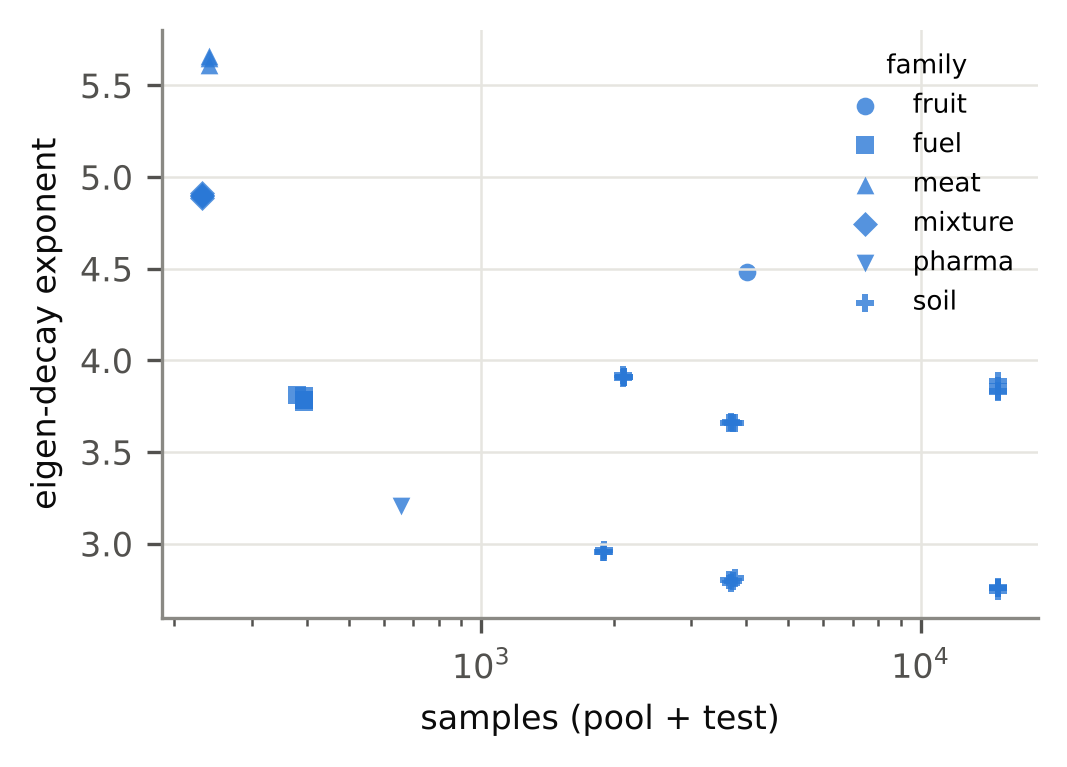 family
fruit
fuel
meat
mixture
pharma
soil
eigen-decay exponent
5.5
5.0
4.5
4.0
3.5
3.0
10³
10⁴
samples (pool + test)